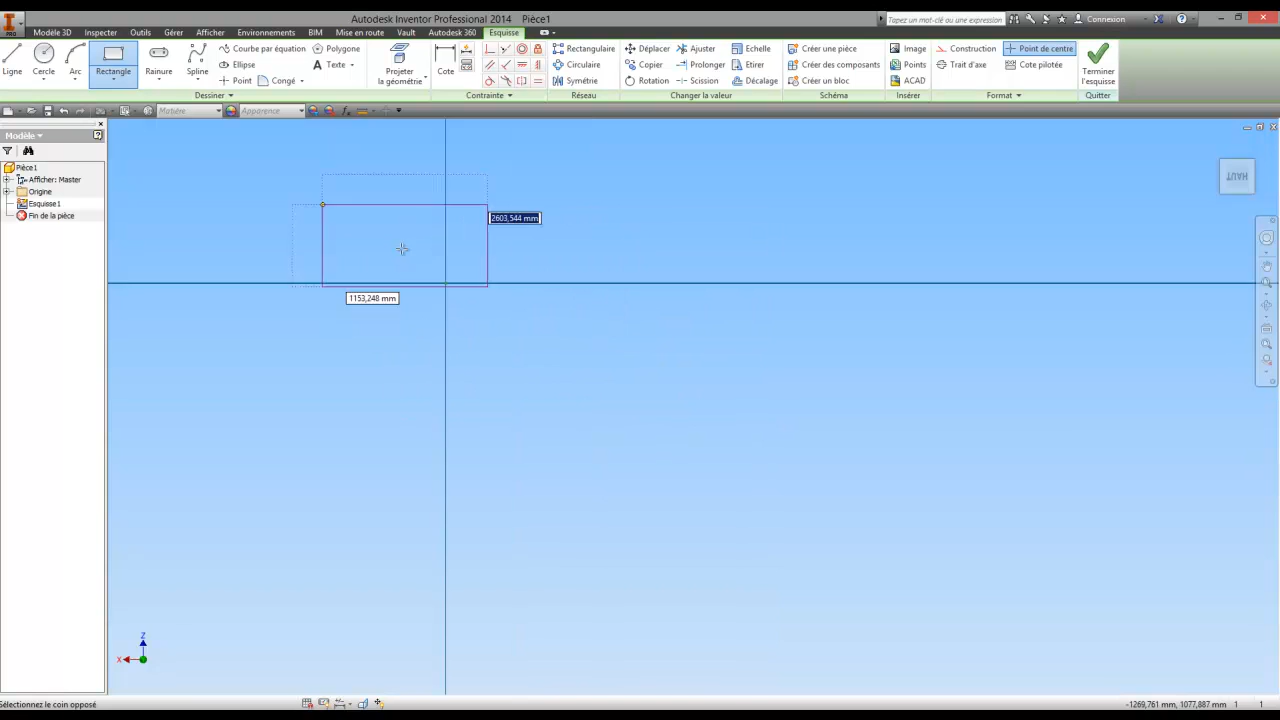 Autodesk Inventor Professional 2014 Pièce1
Tapez un mot-clé ou une expression
Connexion
PRO
Esquisse Inspecter Outils Gérer Afficher Environnements BIM Mise en route Vault Autodesk 360 Esquisse
Ligne
Cercle
Arc
Rectangle
Rainure
Spline
Courbe par équation
Polygone
Ellipse
Texte
Point
Congé
Projeter
la géométrie
Cote
Rectangulaire
Circulaire
Symétrie
Déplacer
Ajuster
Echelle
Copier
Prolonger
Etirer
Rotation
Scission
Décalage
Créer une pièce
Créer des composants
Créer un bloc
Image
Points
ACAD
Construction
Point de centre
Trait d'axe
Cote pilotée
Terminer
l'esquisse
Dessiner
Contrainte
Réseau
Changer la valeur
Schéma
Insérer
Format
Quitter
Matière
Apparence
Modèle
Pièce1
Afficher: Master
Origine
Esquisse1
Fin de la pièce
2603,544 mm
1153,248 mm
HAUT
Z
X
Sélectionnez le coin opposé
-1269,761 mm, 1077,887 mm 1 1